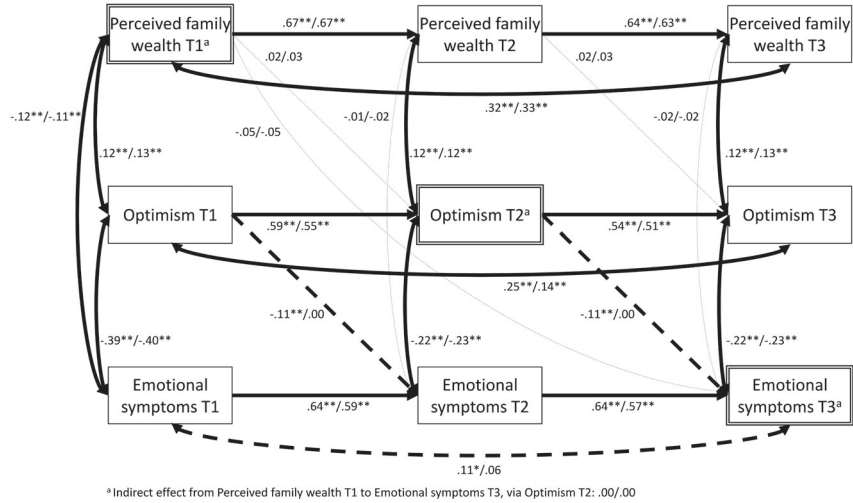 Perceived family
wealth T1ᵃ
.67**/.67**
Perceived family
wealth T2
.64**/.63**
Perceived family
wealth T3
.02/.03
.02/.03
.32**/.33**
-.12**/-.11**
-.05/-.05
-.01/-.02
-.02/-.02
.12**/.13**
.12**/.12**
.12**/.13**
Optimism T1
.59**/.55**
Optimism T2ᵃ
.54**/.51**
Optimism T3
.25**/.14**
-.11**/.00
-.11**/.00
-.39**/-.40**
-.22**/-.23**
-.22**/-.23**
Emotional
symptoms T1
.64**/.59**
Emotional
symptoms T2
.64**/.57**
Emotional
symptoms T3ᵃ
.11*/.06
ᵃ Indirect effect from Perceived family wealth T1 to Emotional symptoms T3, via Optimism T2: .00/.00